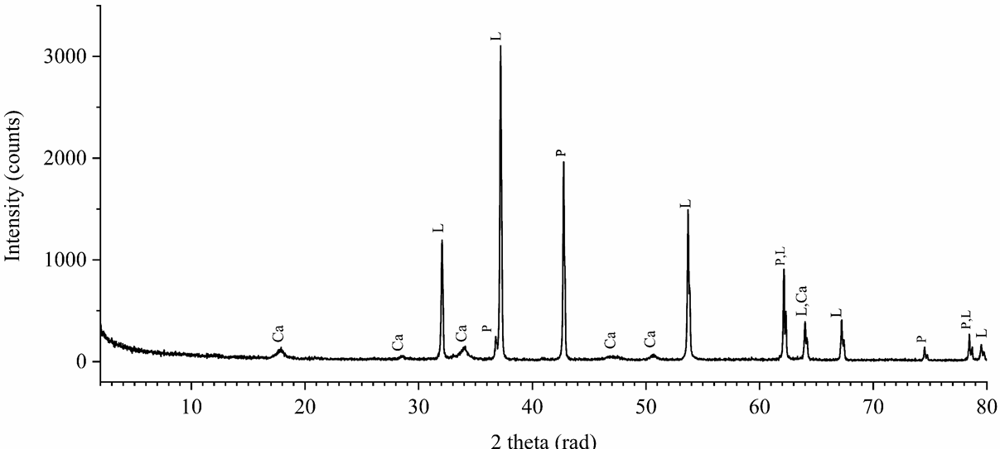 Intensity (counts)
3000
2000
1000
0
Ca
Ca
L
Ca
P
L
P
Ca
Ca
L
P,L
L,Ca
L
P
P,L
L
10 20 30 40 50 60 70 80
2 theta (rad)